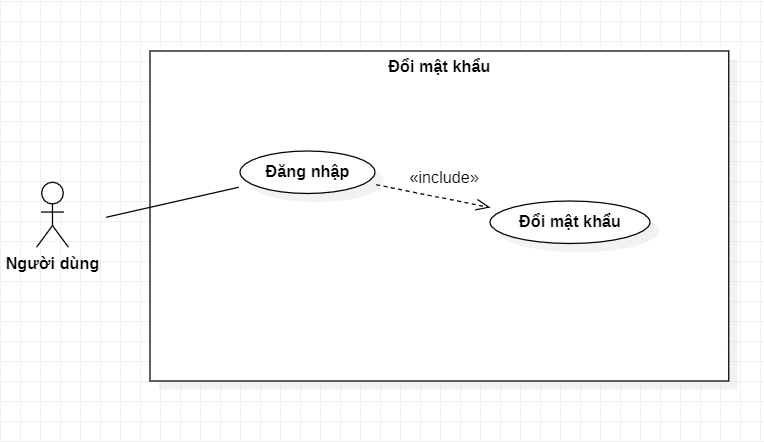 Đổi mật khẩu
Đăng nhập
«include»
Đổi mật khẩu
Người dùng